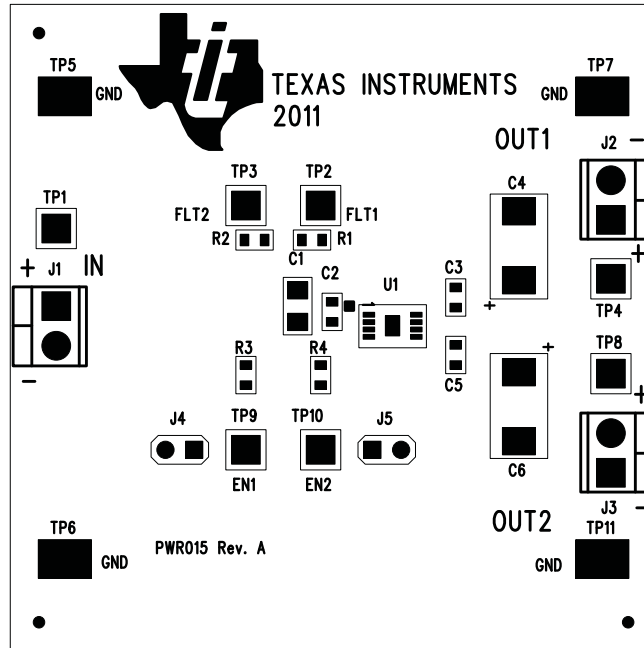 TP5
GND
TEXAS INSTRUMENTS
2011
TP7
GND
OUT1
J2
-
+
TP3
FLT2
TP2
FLT1
C4
+
TP1
+ J1 IN
-
R2
R1
C1
C2
U1
C3
TP4
TP8
+
R3
R4
C5
C6
+
J4
TP9
EN1
TP10
EN2
J5
J3
-
OUT2
TP6
GND
PWR015 Rev. A
TP11
GND